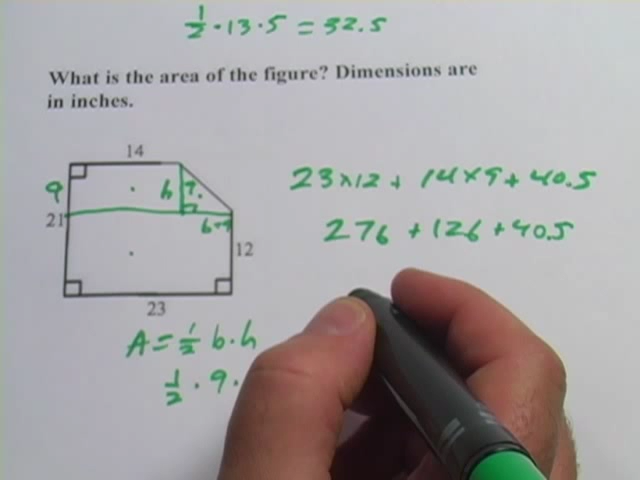 1/2 · 13 · 5 = 32.5
What is the area of the figure? Dimensions are
in inches.
14
9
h
9
21
b
12
23
23 × 12 + 14 × 9 + 40.5
276 + 126 + 40.5
A = 1/2 b · h
1/2 · 9 ·